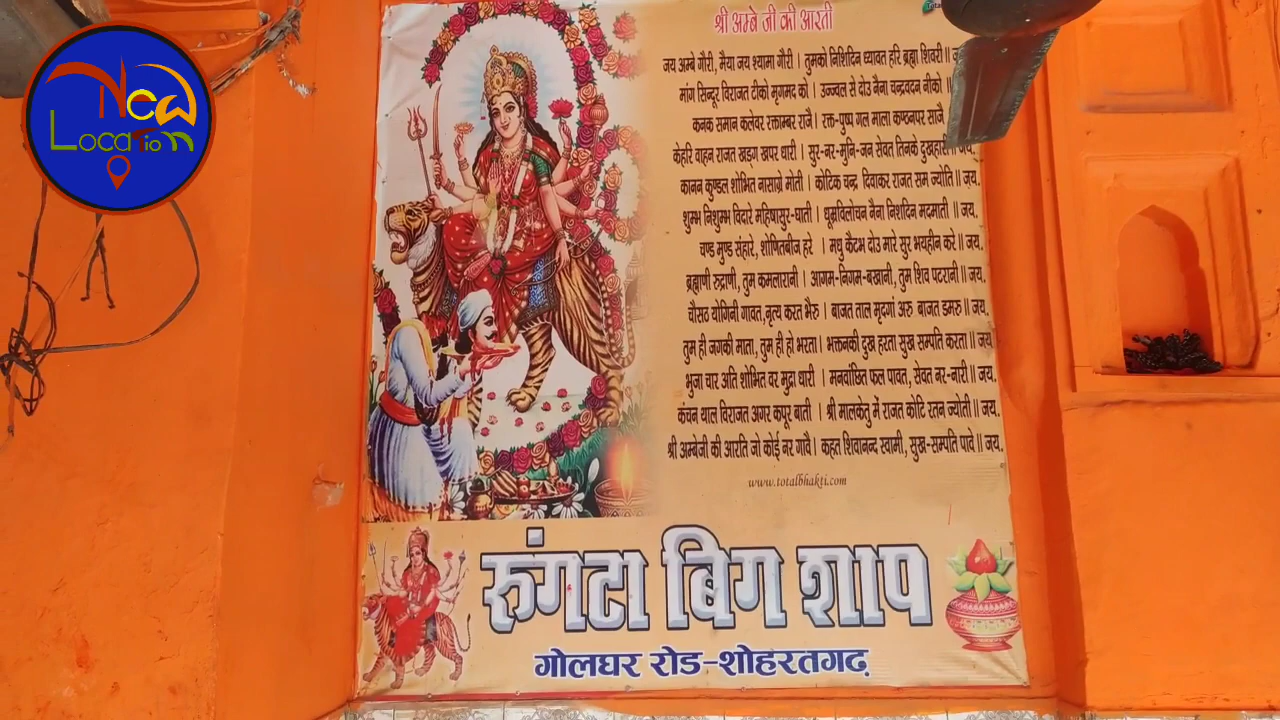 New
Location
श्री अम्बे जी की आरती
जय अम्बे गौरी, मैया जय श्यामा गौरी । तुमको निशिदिन ध्यावत हरि ब्रह्मा शिवरी ॥
मांग सिन्दूर विराजत टीको मृगमद को । उज्ज्वल से दोउ नैना चन्द्रवदन नीको ॥
कनक समान कलेवर रक्ताम्बर राजै । रक्त-पुष्प गल माला कण्ठनपर साजै
केहरि वाहन राजत खड्ग खपर धारी । सुर-नर-मुनि-जन सेवत तिनके दुखहारी ॥ जय.
कानन कुण्डल शोभित नासाग्रे मोती । कोटिक चन्द्र दिवाकर राजत सम ज्योति ॥ जय.
शुम्भ निशुम्भ विदारे महिषासुर-घाती । धूम्रविलोचन नैना निशदिन मदमाती ॥ जय.
चण्ड मुण्ड संहारे, शोणितबीज हरे । मधु कैटभ दोउ मारे सुर भयहीन करे ॥ जय.
ब्रह्माणी रुद्राणी, तुम कमलारानी । आगम-निगम-बखानी, तुम शिव पटरानी ॥ जय.
चौसठ योगिनी गावत,नृत्य करत भैरु । बाजत ताल मृदगां अरु बाजत डमरु ॥ जय.
तुम ही जगकी माता, तुम ही हो भरता । भक्तनकी दुख हरता सुख सम्पति करता ॥ जय
भुजा चार अति शोभित वर मुद्रा धारी । मनवांछित फल पावत, सेवत नर-नारी ॥ जय.
कंचन थाल विराजत अगर कपूर बाती । श्री मालकेतु में राजत कोटि रतन ज्योती ॥ जय.
श्री अम्बेजी की आरति जो कोई नर गावै । कहत शिवानन्द स्वामी, सुख-सम्पति पावे ॥ जय.
www.totalbhakti.com
रुंगटा बिग शाप
गोलघर रोड-शोहरतगढ़